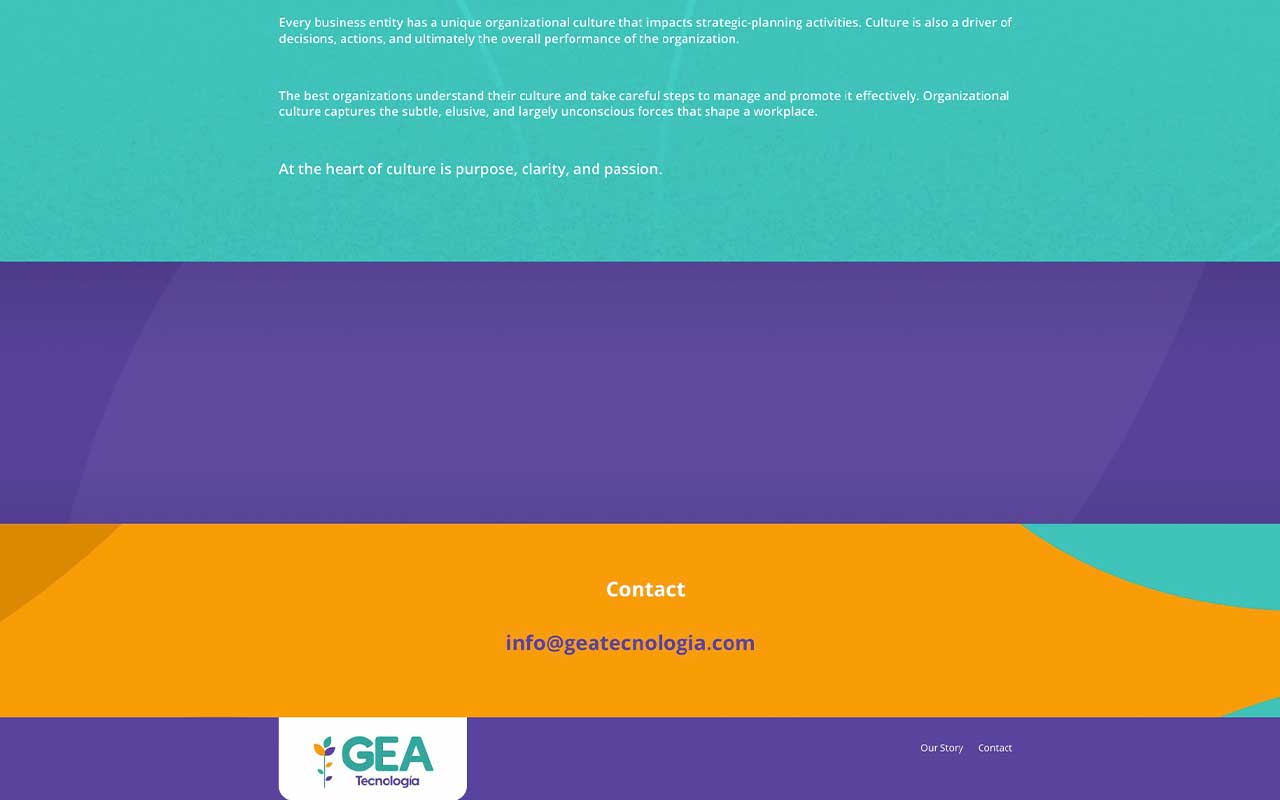 Every business entity has a unique organizational culture that impacts strategic-planning activities. Culture is also a driver of
decisions, actions, and ultimately the overall performance of the organization.
The best organizations understand their culture and take careful steps to manage and promote it effectively. Organizational
culture captures the subtle, elusive, and largely unconscious forces that shape a workplace.
At the heart of culture is purpose, clarity, and passion.
Contact
info@geatecnologia.com
GEA
Tecnología
Our Story Contact